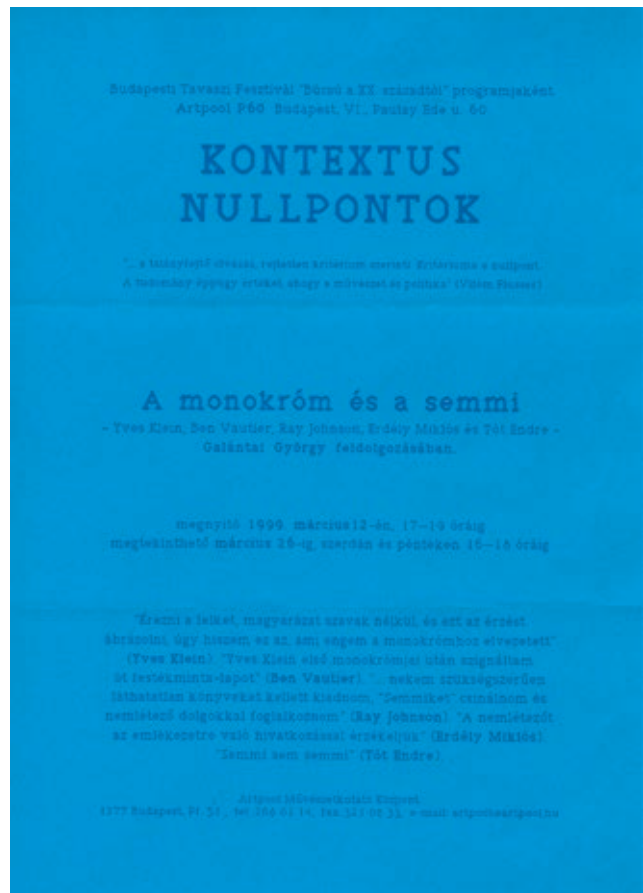 Budapesti Tavaszi Fesztivál "Búcsú a XX. századtól" programjaként
Artpool P60 Budapest, VI., Paulay Ede u. 60
KONTEXTUS
NULLPONTOK
"... a talányfejtő olvasás, rejtetlen kritérium szerinti. Kritériuma a nullpont.
A tudomány éppúgy értékel, ahogy a művészet és politika" (Vilém Flusser)
A monokróm és a semmi
– Yves Klein, Ben Vautier, Ray Johnson, Erdély Miklós és Tót Endre –
Galántai György feldolgozásában.
megnyitó 1999. március 12-én, 17–19 óráig
megtekinthető március 26-ig, szerdán és pénteken 16–18 óráig
"Érezni a lelket, magyarázat szavak nélkül, és ezt az érzést
ábrázolni, úgy hiszem ez az, ami engem a monokrómhoz elvezetett"
(Yves Klein). "Yves Klein első monokrómjai után szignáltam
öt festékminta-lapot" (Ben Vautier). "... nekem szükségszerűen
láthatatlan könyveket kellett kiadnom, "Semmiket" csinálnom és
nemlétező dolgokkal foglalkoznom" (Ray Johnson). "A nemlétezőt
az emlékezetre való hivatkozással érzékeljük" (Erdély Miklós).
"Semmi sem semmi" (Tót Endre).
Artpool Művészetkutató Központ
1277 Budapest, Pf. 52., tel. 268 01 14, fax. 321 08 33, e-mail: artpool@artpool.hu